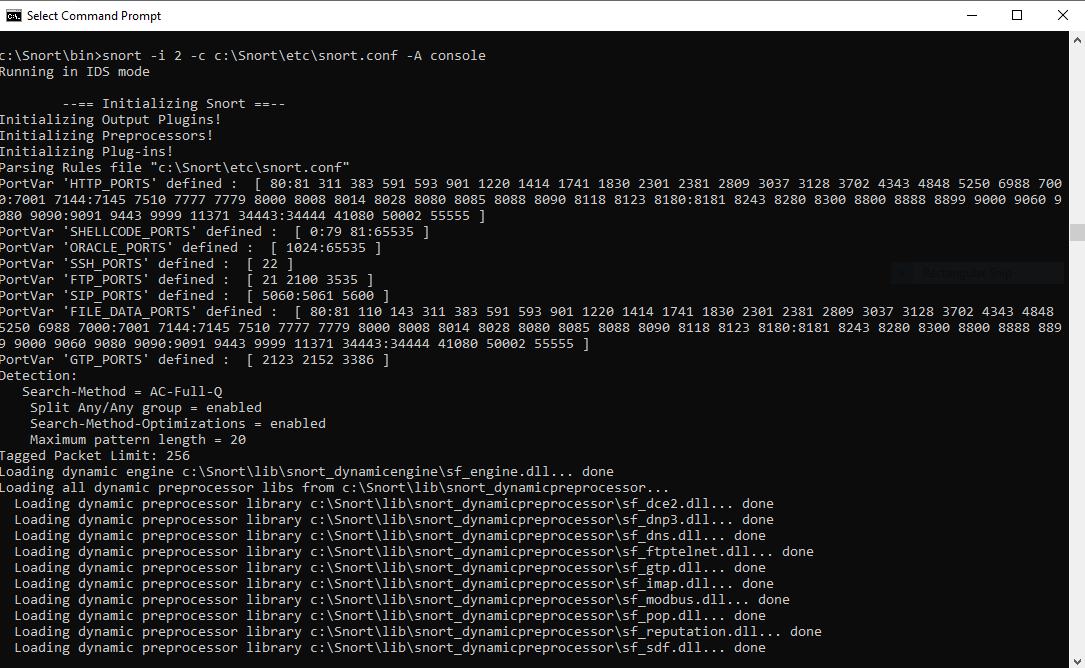 Select Command Prompt
c:\Snort\bin>snort -i 2 -c c:\Snort\etc\snort.conf -A console
Running in IDS mode
--== Initializing Snort ==--
Initializing Output Plugins!
Initializing Preprocessors!
Initializing Plug-ins!
Parsing Rules file "c:\Snort\etc\snort.conf"
PortVar 'HTTP_PORTS' defined :  [ 80:81 311 383 591 593 901 1220 1414 1741 1830 2301 2381 2809 3037 3128 3702 4343 4848 5250 6988 700
0:7001 7144:7145 7510 7777 7779 8000 8008 8014 8028 8080 8085 8088 8090 8118 8123 8180:8181 8243 8280 8300 8800 8888 8899 9000 9060 9
080 9090:9091 9443 9999 11371 34443:34444 41080 50002 55555 ]
PortVar 'SHELLCODE_PORTS' defined :  [ 0:79 81:65535 ]
PortVar 'ORACLE_PORTS' defined :  [ 1024:65535 ]
PortVar 'SSH_PORTS' defined :  [ 22 ]
PortVar 'FTP_PORTS' defined :  [ 21 2100 3535 ]
PortVar 'SIP_PORTS' defined :  [ 5060:5061 5600 ]
PortVar 'FILE_DATA_PORTS' defined :  [ 80:81 110 143 311 383 591 593 901 1220 1414 1741 1830 2301 2381 2809 3037 3128 3702 4343 4848
5250 6988 7000:7001 7144:7145 7510 7777 7779 8000 8008 8014 8028 8080 8085 8088 8090 8118 8123 8180:8181 8243 8280 8300 8800 8888 889
9 9000 9060 9080 9090:9091 9443 9999 11371 34443:34444 41080 50002 55555 ]
PortVar 'GTP_PORTS' defined :  [ 2123 2152 3386 ]
Detection:
   Search-Method = AC-Full-Q
    Split Any/Any group = enabled
    Search-Method-Optimizations = enabled
    Maximum pattern length = 20
Tagged Packet Limit: 256
Loading dynamic engine c:\Snort\lib\snort_dynamicengine\sf_engine.dll... done
Loading all dynamic preprocessor libs from c:\Snort\lib\snort_dynamicpreprocessor...
  Loading dynamic preprocessor library c:\Snort\lib\snort_dynamicpreprocessor\sf_dce2.dll... done
  Loading dynamic preprocessor library c:\Snort\lib\snort_dynamicpreprocessor\sf_dnp3.dll... done
  Loading dynamic preprocessor library c:\Snort\lib\snort_dynamicpreprocessor\sf_dns.dll... done
  Loading dynamic preprocessor library c:\Snort\lib\snort_dynamicpreprocessor\sf_ftptelnet.dll... done
  Loading dynamic preprocessor library c:\Snort\lib\snort_dynamicpreprocessor\sf_gtp.dll... done
  Loading dynamic preprocessor library c:\Snort\lib\snort_dynamicpreprocessor\sf_imap.dll... done
  Loading dynamic preprocessor library c:\Snort\lib\snort_dynamicpreprocessor\sf_modbus.dll... done
  Loading dynamic preprocessor library c:\Snort\lib\snort_dynamicpreprocessor\sf_pop.dll... done
  Loading dynamic preprocessor library c:\Snort\lib\snort_dynamicpreprocessor\sf_reputation.dll... done
  Loading dynamic preprocessor library c:\Snort\lib\snort_dynamicpreprocessor\sf_sdf.dll... done
Rectangular Snip